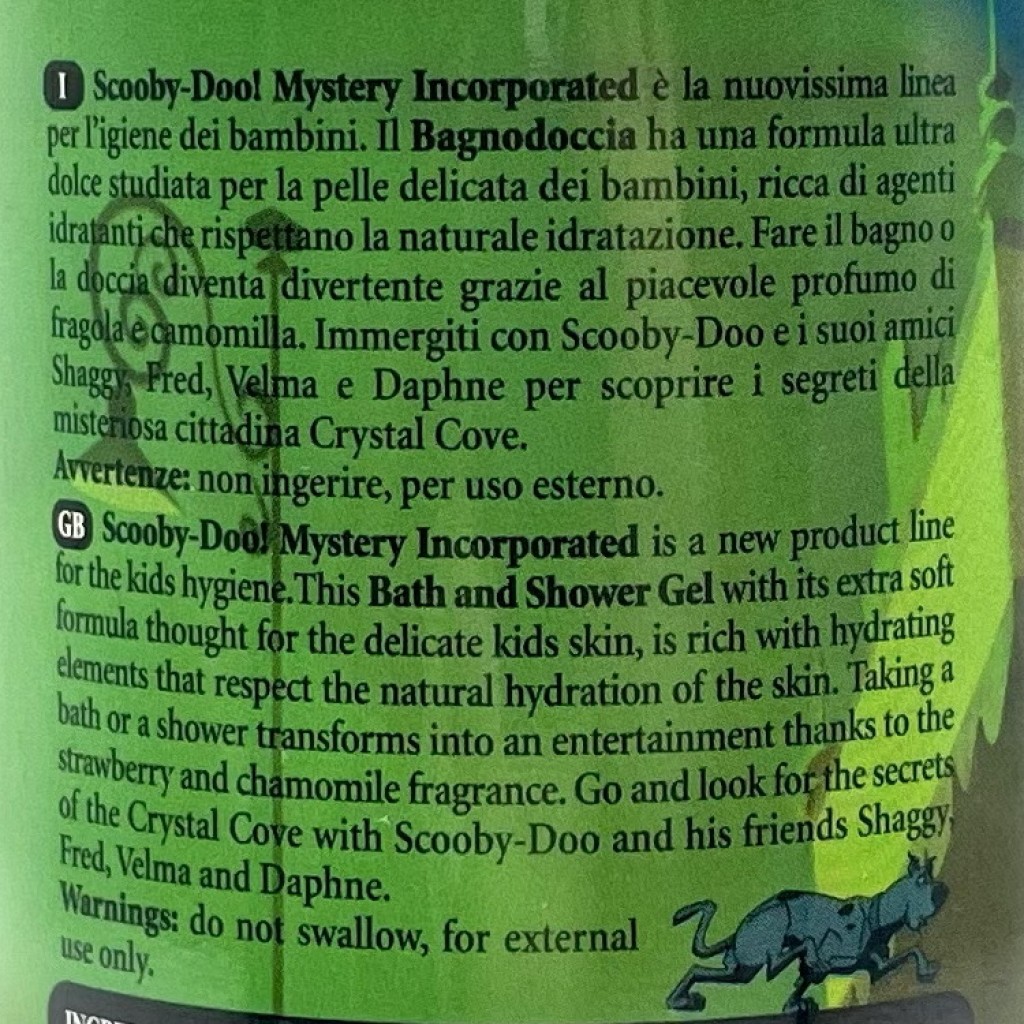 I Scooby-Doo! Mystery Incorporated è la nuovissima linea
per l'igiene dei bambini. Il Bagnodoccia ha una formula ultra
dolce studiata per la pelle delicata dei bambini, ricca di agenti
idratanti che rispettano la naturale idratazione. Fare il bagno o
la doccia diventa divertente grazie al piacevole profumo di
fragola e camomilla. Immergiti con Scooby-Doo e i suoi amici
Shaggy, Fred, Velma e Daphne per scoprire i segreti della
misteriosa cittadina Crystal Cove.
Avvertenze: non ingerire, per uso esterno.
GB Scooby-Doo! Mystery Incorporated is a new product line
for the kids hygiene.This Bath and Shower Gel with its extra soft
formula thought for the delicate kids skin, is rich with hydrating
elements that respect the natural hydration of the skin. Taking a
bath or a shower transforms into an entertainment thanks to the
strawberry and chamomile fragrance. Go and look for the secrets
of the Crystal Cove with Scooby-Doo and his friends Shaggy,
Fred, Velma and Daphne.
Warnings: do not swallow, for external
use only.